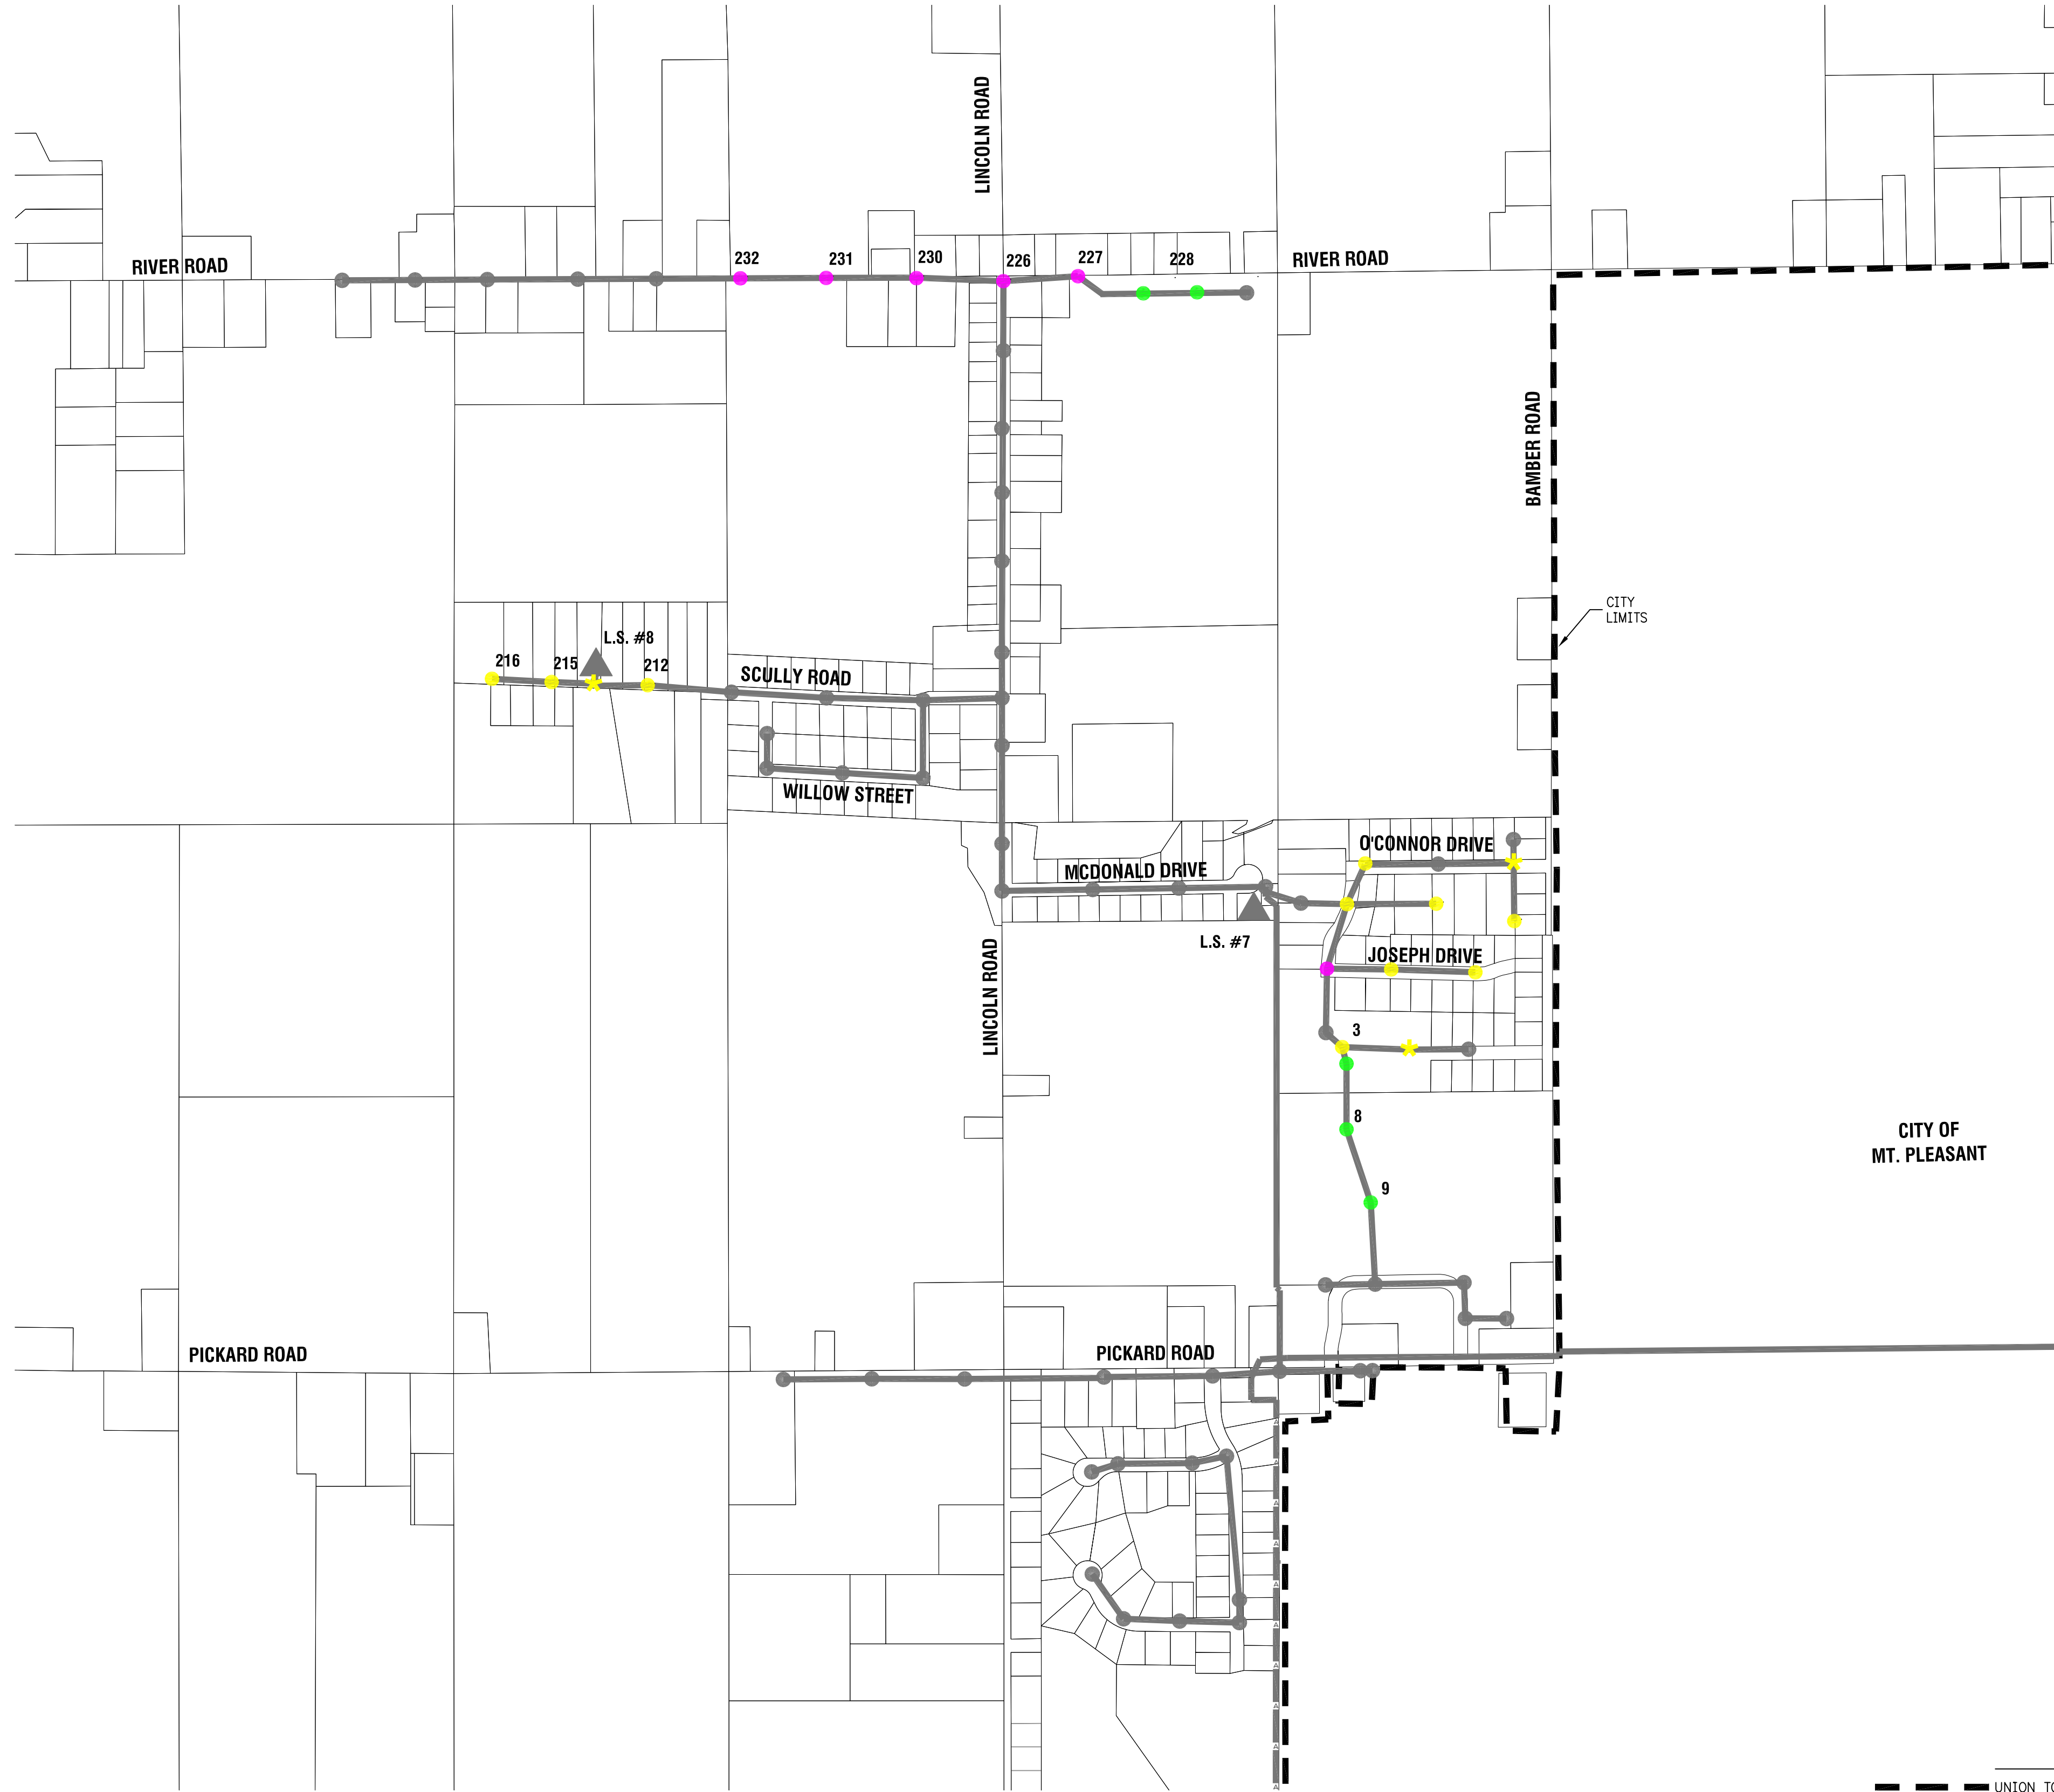 LINCOLN ROAD
RIVER ROAD
232
231
230
226
227
228
RIVER ROAD
BAMBER ROAD
CITY
LIMITS
L.S. #8
216
215
212
SCULLY ROAD
WILLOW STREET
O'CONNOR DRIVE
MCDONALD DRIVE
L.S. #7
JOSEPH DRIVE
LINCOLN ROAD
3
8
CITY OF
MT. PLEASANT
9
PICKARD ROAD
PICKARD ROAD
A
A
A
A
A
A
A
A
A
A
UNION